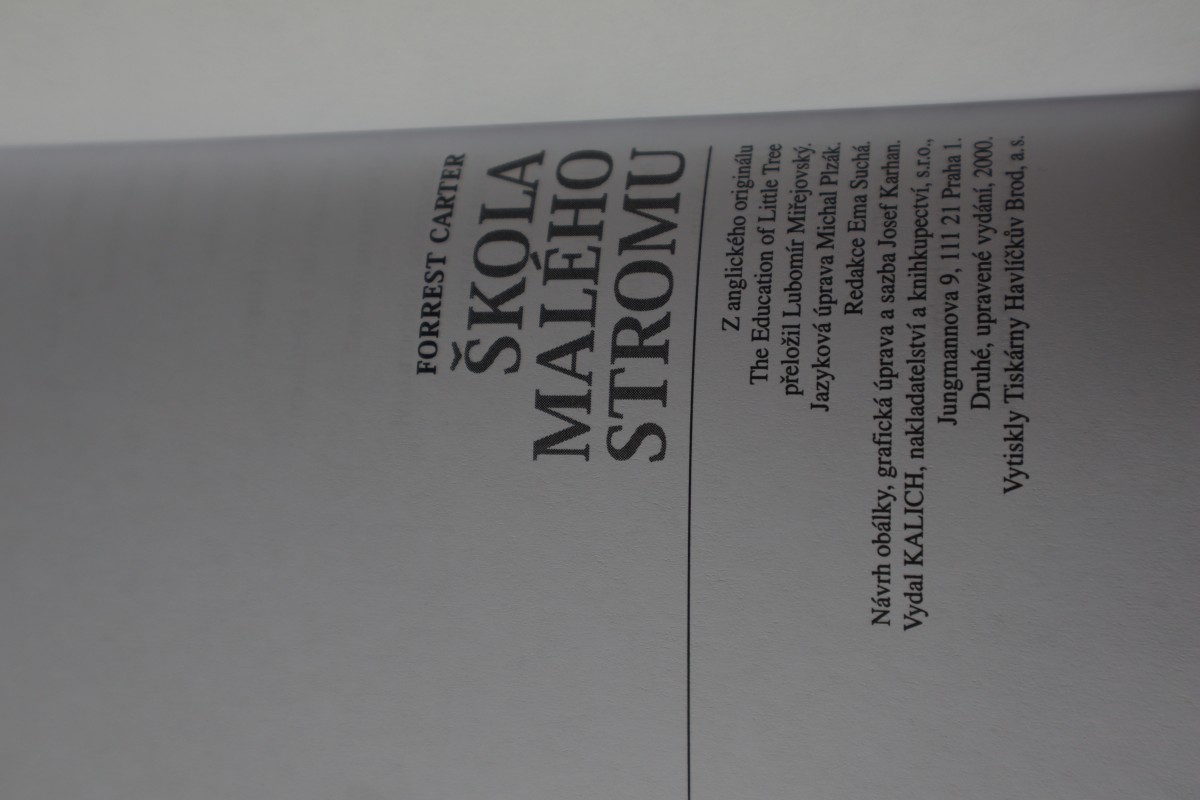 FORREST CARTER
ŠKOLA
MALÉHO
STROMU
Z anglického originálu
The Education of Little Tree
přeložil Lubomír Miřejovský.
Jazyková úprava Michal Plzák.
Redakce Ema Suchá.
Návrh obálky, grafická úprava a sazba Josef Karhan.
Vydal KALICH, nakladatelství a knihkupectví, s.r.o.,
Jungmannova 9, 111 21 Praha 1.
Druhé, upravené vydání, 2000.
Vytiskly Tiskárny Havlíčkův Brod, a.s.